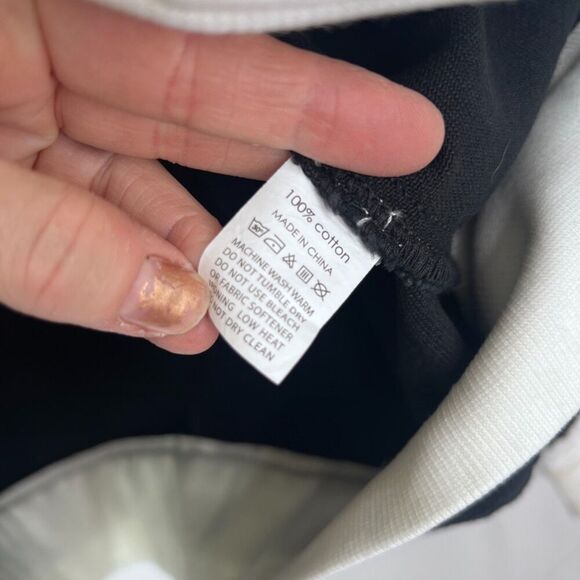 100% cotton
MADE IN CHINA
30°
MACHINE WASH WARM
DO NOT TUMBLE DRY
DO NOT USE BLEACH
OR FABRIC SOFTENER
LOW HEAT
NOT DRY CLEAN